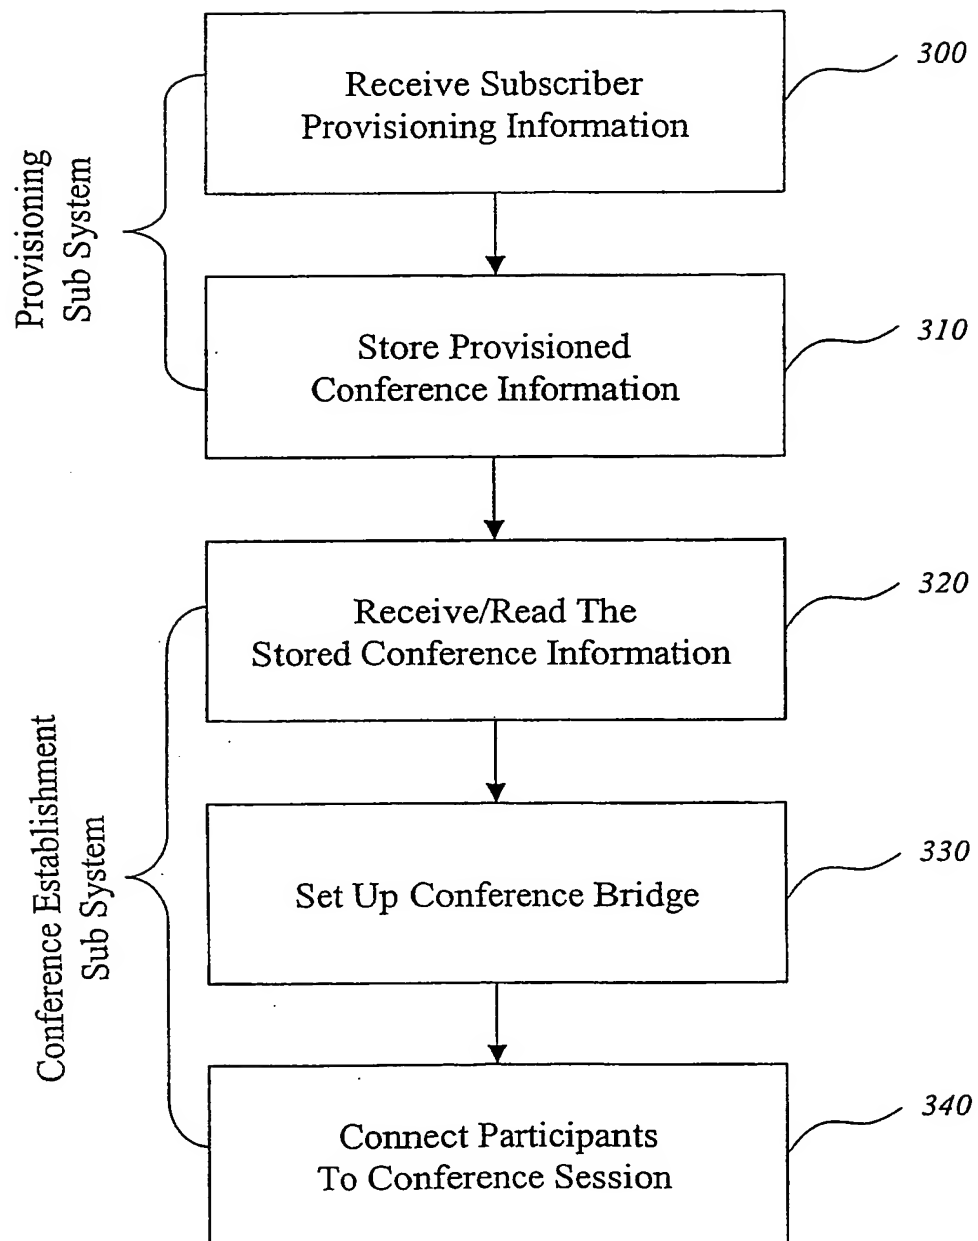 Provisioning
Sub System
Receive Subscriber
Provisioning Information
300
Store Provisioned
Conference Information
310
Conference Establishment
Sub System
Receive/Read The
Stored Conference Information
320
Set Up Conference Bridge
330
Connect Participants
To Conference Session
340